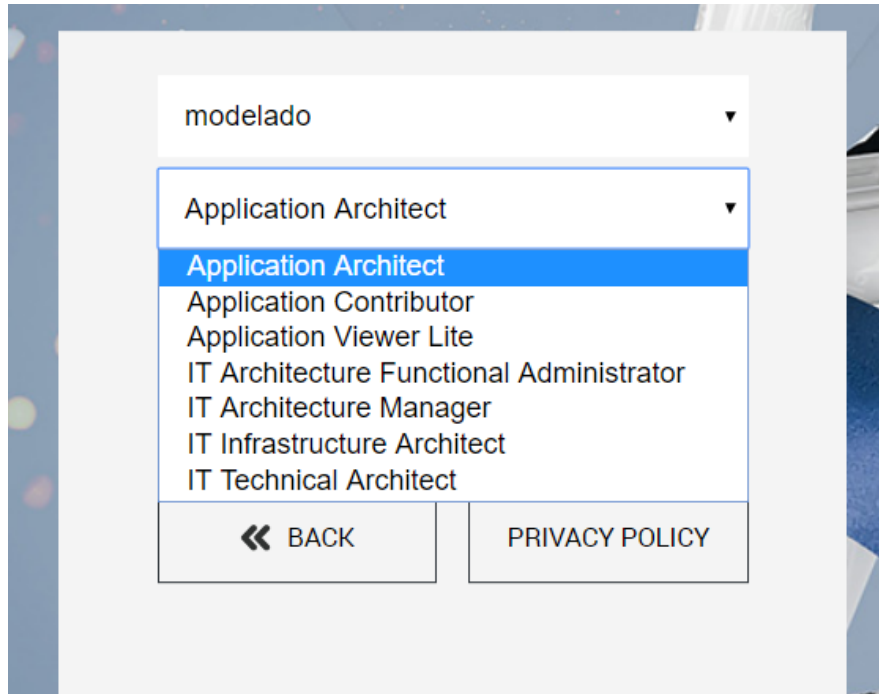 modelado
Application Architect
Application Architect
Application Contributor
Application Viewer Lite
IT Architecture Functional Administrator
IT Architecture Manager
IT Infrastructure Architect
IT Technical Architect
BACK
PRIVACY POLICY